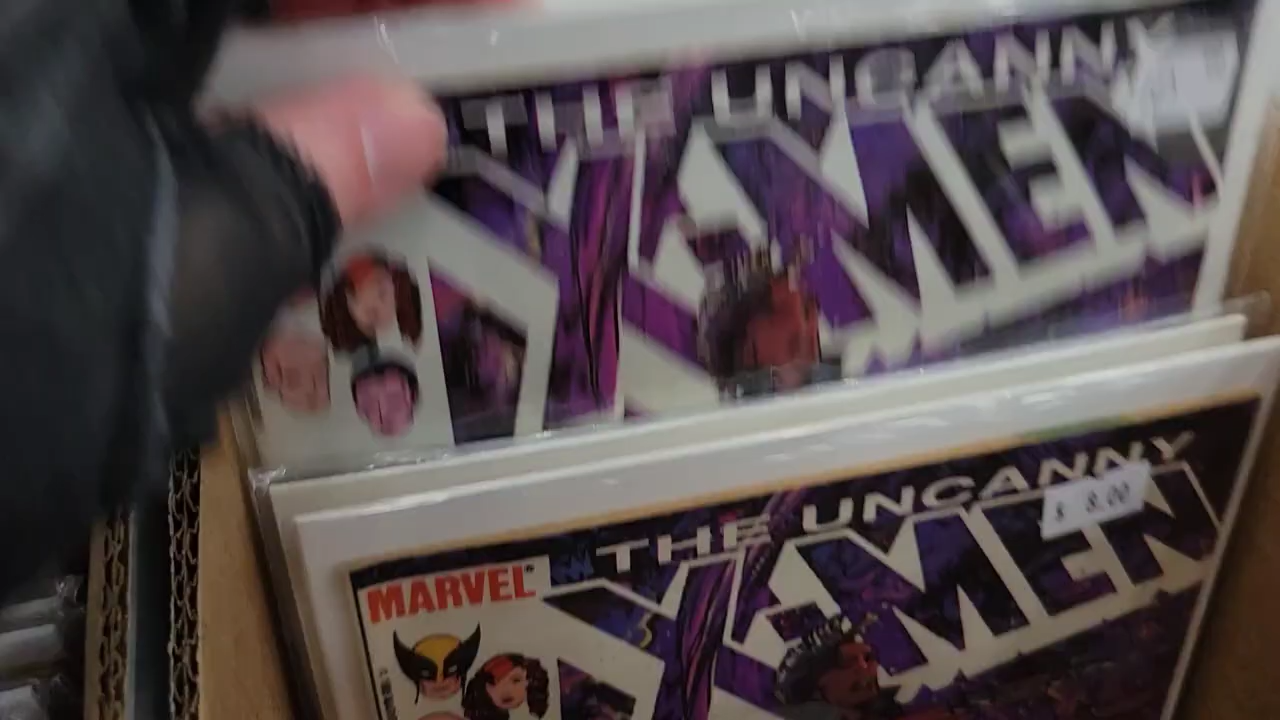 THE UNCANNY
X-MEN
$ 8.00
MARVEL
THE UNCANNY
X-MEN